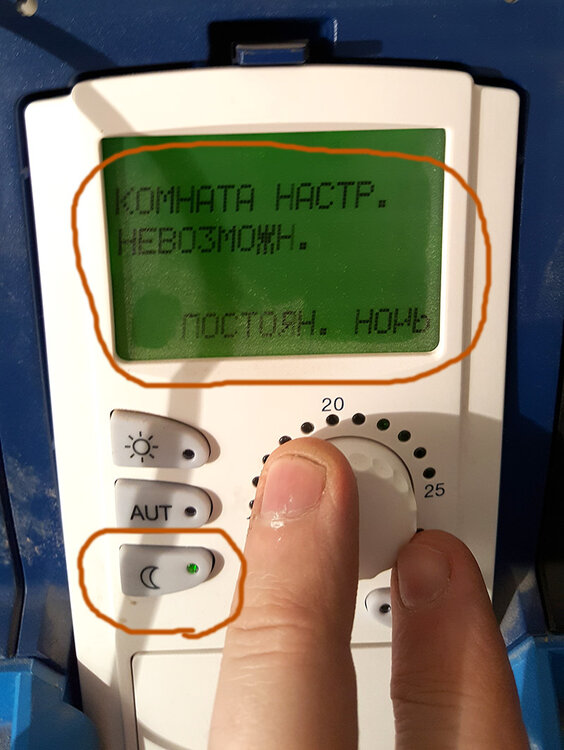 КОМНАТА НАСТР.
НЕВОЗМОЖН.
ПОСТОЯН. НОЧЬ
20
25
AUT